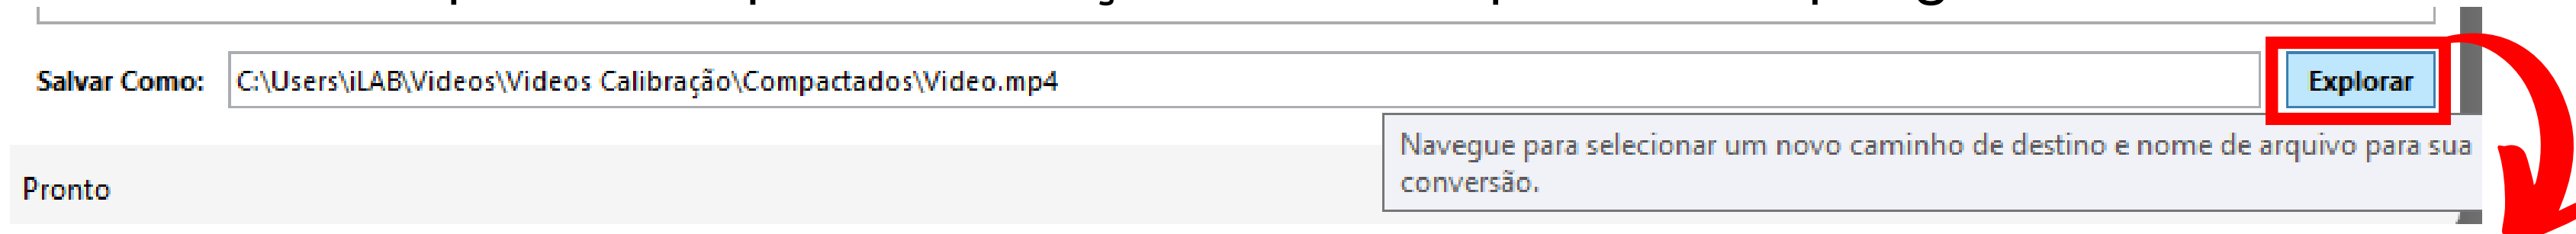 Salvar Como: C:\Users\iLAB\Videos\Videos Calibração\Compactados\Video.mp4 Explorar
Navegue para selecionar um novo caminho de destino e nome de arquivo para sua
conversão.
Pronto